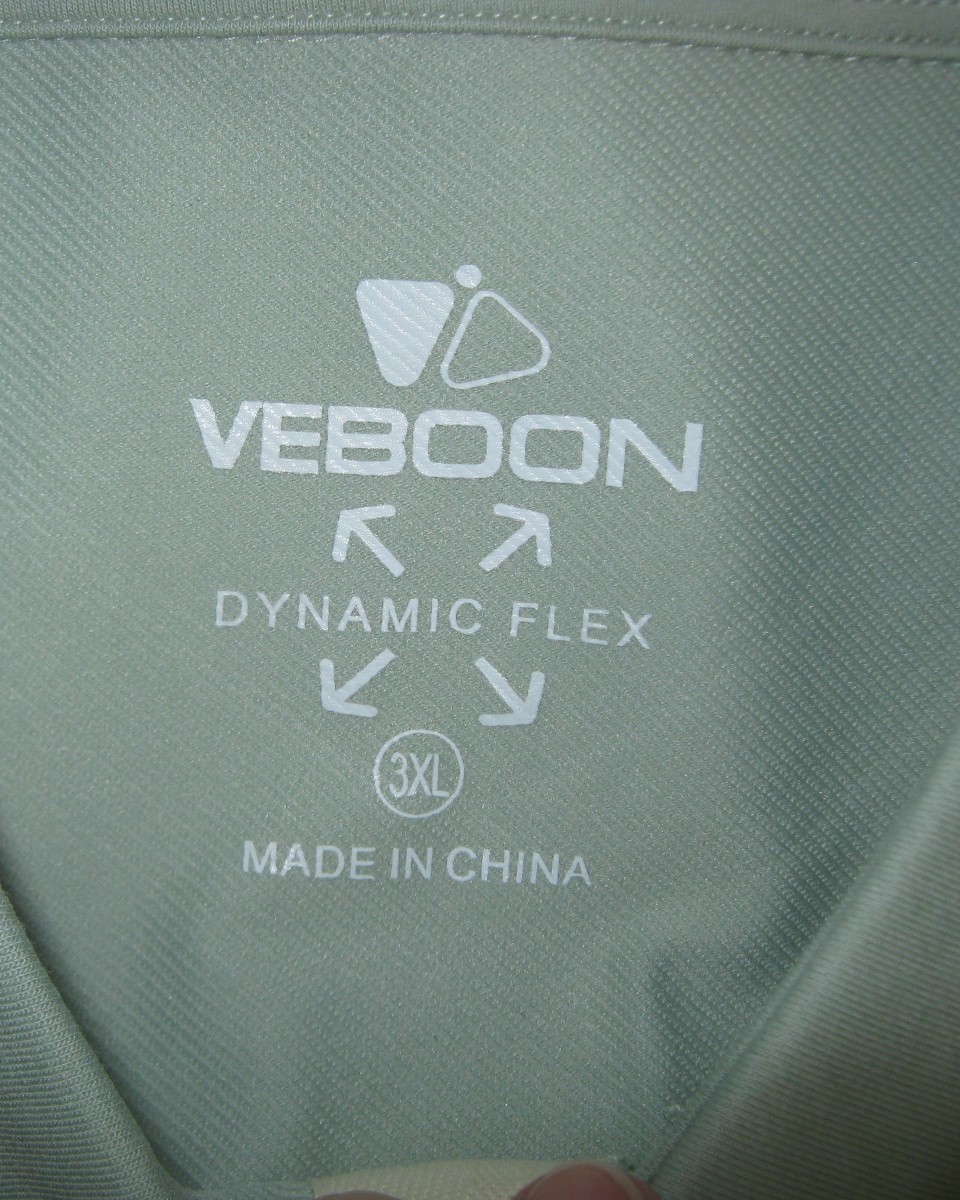 VEBOON
DYNAMIC FLEX
3XL
MADE IN CHINA